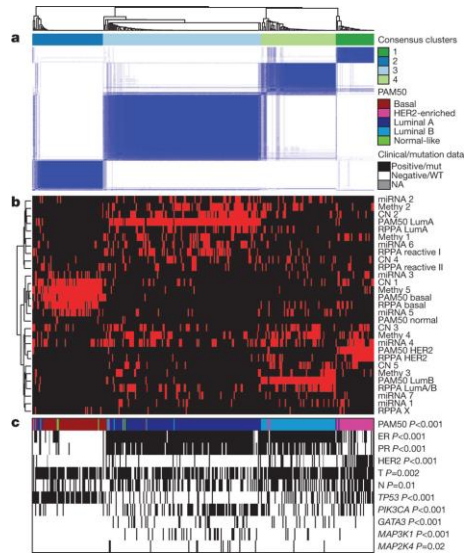 a
Consensus clusters
1
2
3
4
PAM50
Basal
HER2-enriched
Luminal A
Luminal B
Normal-like
Clinical/mutation data
Positive/mut
Negative/WT
NA
b
miRNA 2
Methy 2
CN 2
PAM50 LumA
RPPA LumA
Methy 1
miRNA 6
RPPA reactive I
CN 4
RPPA reactive II
miRNA 3
CN 1
Methy 5
PAM50 basal
RPPA basal
miRNA 5
PAM50 normal
CN 3
Methy 4
miRNA 4
PAM50 HER2
RPPA HER2
CN 5
Methy 3
PAM50 LumB
RPPA LumA/B
miRNA 7
miRNA 1
RPPA X
c
PAM50 P<0.001
ER P<0.001
PR P<0.001
HER2 P<0.001
T P=0.002
N P=0.01
TP53 P<0.001
PIK3CA P<0.001
GATA3 P<0.001
MAP3K1 P<0.001
MAP2K4 P=0.02